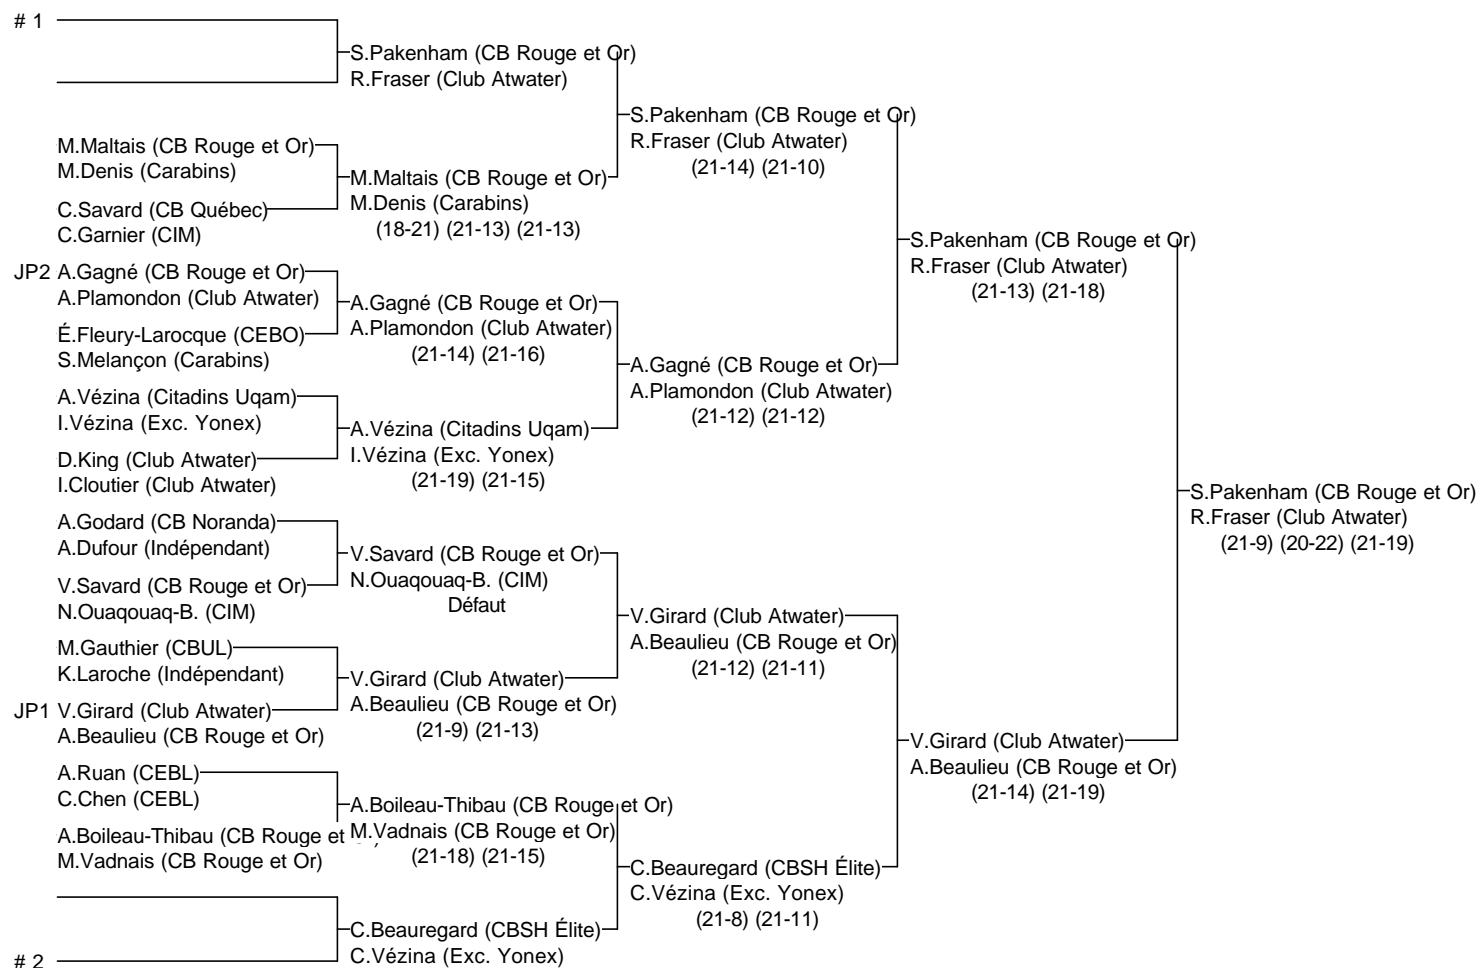 # 1
S.Pakenham (CB Rouge et Or)
R.Fraser (Club Atwater)
S.Pakenham (CB Rouge et Or)
R.Fraser (Club Atwater)
(21-14) (21-10)
M.Maltais (CB Rouge et Or)
M.Denis (Carabins)
M.Maltais (CB Rouge et Or)
M.Denis (Carabins)
(18-21) (21-13) (21-13)
C.Savard (CB Québec)
C.Garnier (CIM)
S.Pakenham (CB Rouge et Or)
R.Fraser (Club Atwater)
(21-13) (21-18)
JP2 A.Gagné (CB Rouge et Or)
A.Plamondon (Club Atwater)
A.Gagné (CB Rouge et Or)
A.Plamondon (Club Atwater)
(21-14) (21-16)
É.Fleury-Larocque (CEBO)
S.Melançon (Carabins)
A.Gagné (CB Rouge et Or)
A.Plamondon (Club Atwater)
(21-12) (21-12)
A.Vézina (Citadins Uqam)
I.Vézina (Exc. Yonex)
A.Vézina (Citadins Uqam)
I.Vézina (Exc. Yonex)
(21-19) (21-15)
D.King (Club Atwater)
I.Cloutier (Club Atwater)
S.Pakenham (CB Rouge et Or)
R.Fraser (Club Atwater)
(21-9) (20-22) (21-19)
A.Godard (CB Noranda)
A.Dufour (Indépendant)
V.Savard (CB Rouge et Or)
N.Ouaqouaq-B. (CIM)
Défaut
V.Savard (CB Rouge et Or)
N.Ouaqouaq-B. (CIM)
V.Girard (Club Atwater)
A.Beaulieu (CB Rouge et Or)
(21-12) (21-11)
M.Gauthier (CBUL)
K.Laroche (Indépendant)
V.Girard (Club Atwater)
A.Beaulieu (CB Rouge et Or)
(21-9) (21-13)
JP1 V.Girard (Club Atwater)
A.Beaulieu (CB Rouge et Or)
V.Girard (Club Atwater)
A.Beaulieu (CB Rouge et Or)
(21-14) (21-19)
A.Ruan (CEBL)
C.Chen (CEBL)
A.Boileau-Thibau (CB Rouge et Or)
M.Vadnais (CB Rouge et Or)
(21-18) (21-15)
A.Boileau-Thibau (CB Rouge et
M.Vadnais (CB Rouge et Or)
C.Beauregard (CBSH Élite)
C.Vézina (Exc. Yonex)
(21-8) (21-11)
C.Beauregard (CBSH Élite)
C.Vézina (Exc. Yonex)
# 2